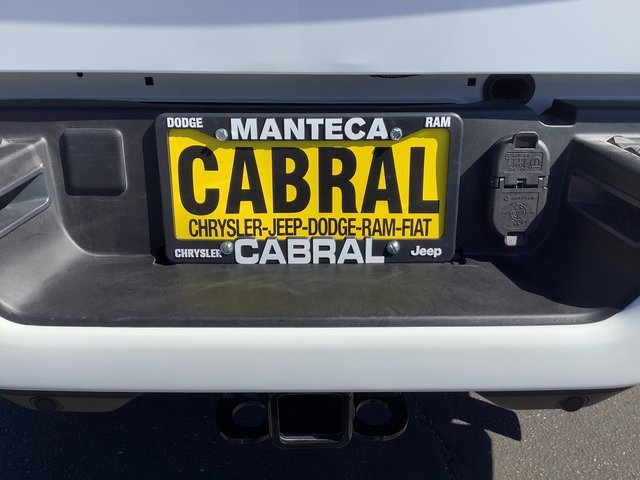 DODGE MANTECA RAM
CABRAL
CHRYSLER-JEEP-DODGE-RAM-FIAT
CHRYSLER CABRAL Jeep